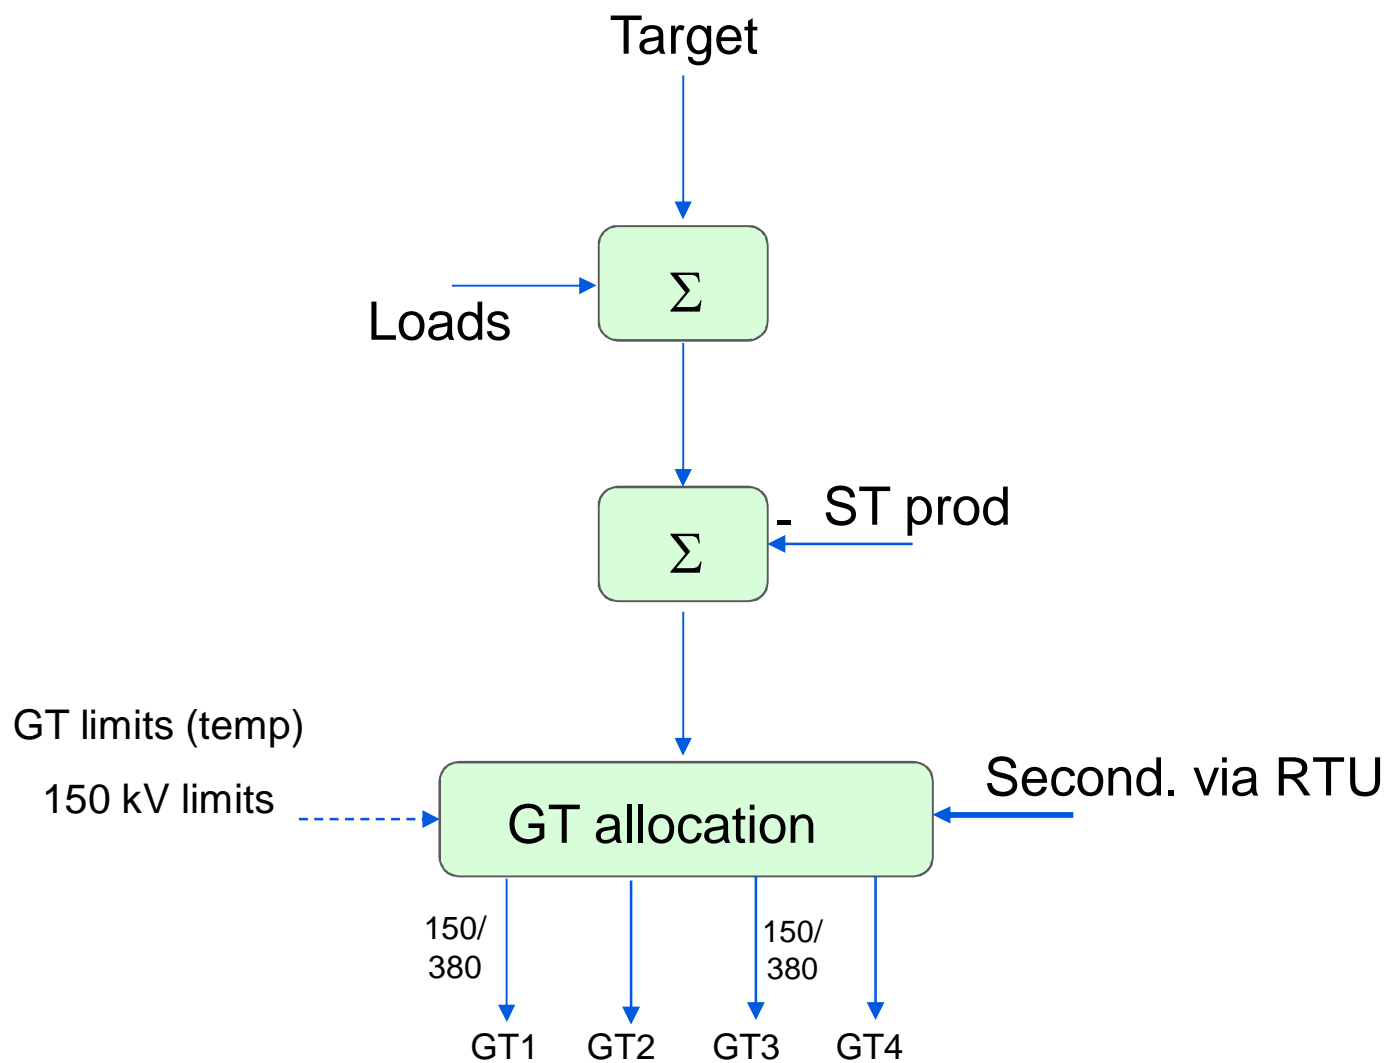 Target
Σ
Loads
- ST prod
Σ
GT limits (temp)
150 kV limits
Second. via RTU
GT allocation
150/
380
150/
380
GT1 GT2 GT3 GT4